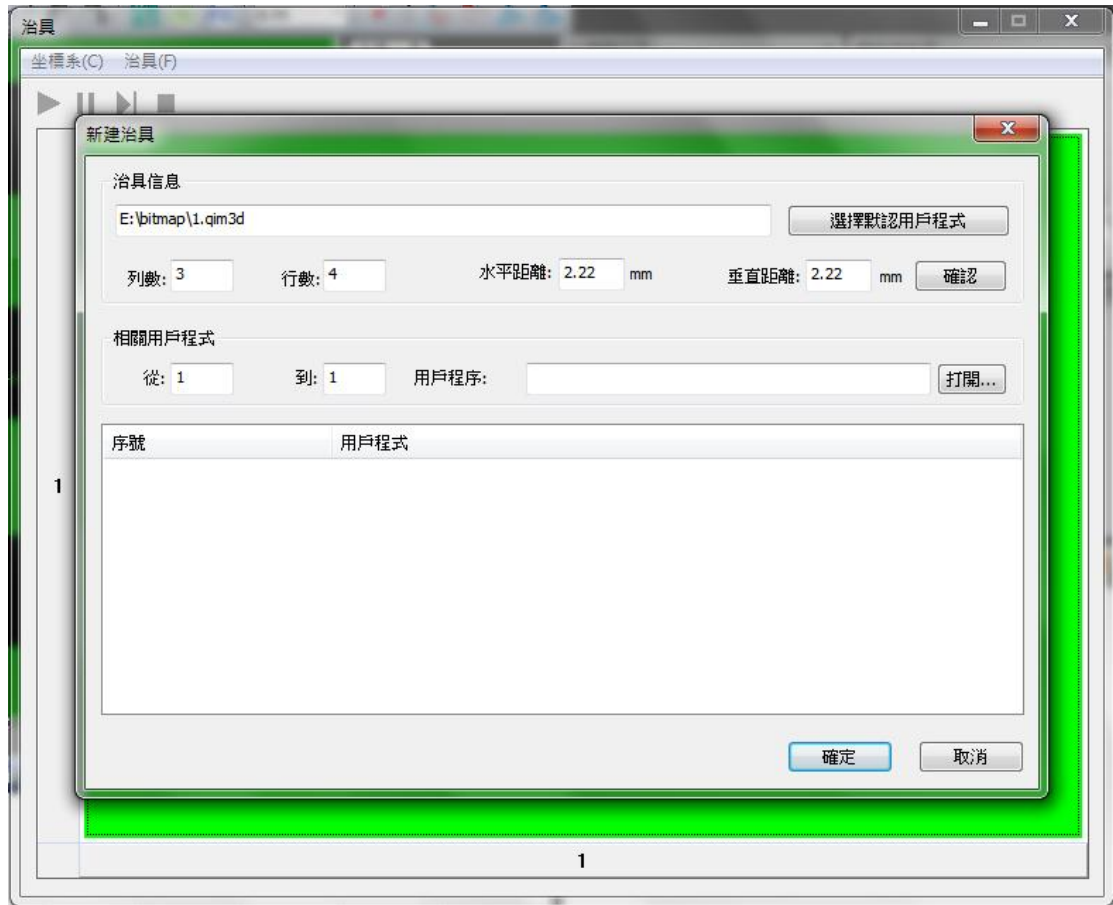 治具
坐標系(C) 治具(F)
新建治具
治具信息
E:\bitmap\1.qim3d 選擇默認用戶程式
列數: 3 行數: 4 水平距離: 2.22 mm 垂直距離: 2.22 mm 確認
相關用戶程式
從: 1 到: 1 用戶程序: 打開...
序號 用戶程式
1
確定 取消
1